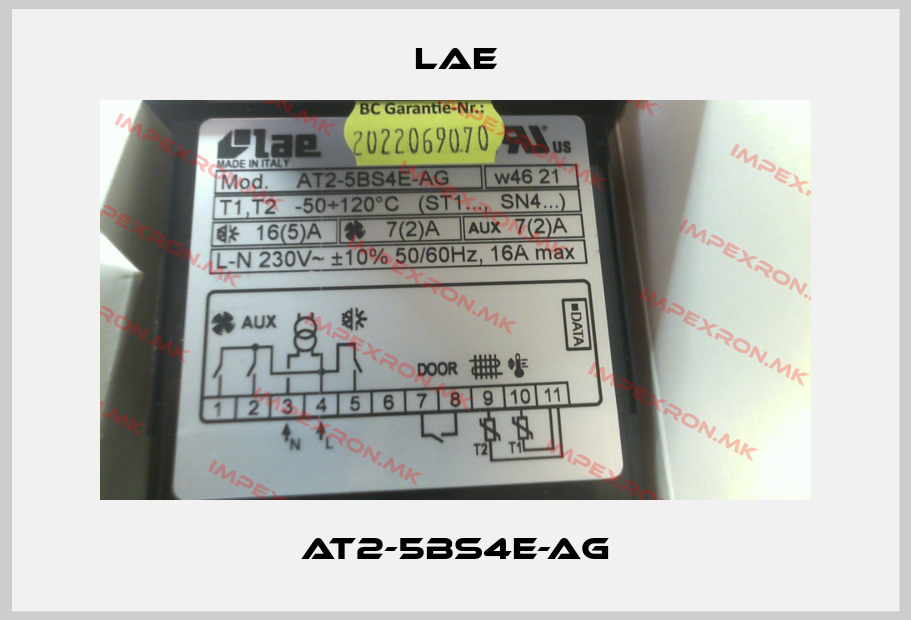 LAE
BC Garantie-Nr.:
2022069070
lae
US
MADE IN ITALY
Mod. AT2-5BS4E-AG w46 21
T1,T2 -50÷120°C (ST1..., SN4...)
16(5)A 7(2)A AUX 7(2)A
L-N 230V~ ±10% 50/60Hz, 16A max
AUX
DATA
DOOR
1 2 3 4 5 6 7 8 9 10 11
N L
T2 T1
IMPEXRON.MK
AT2-5BS4E-AG